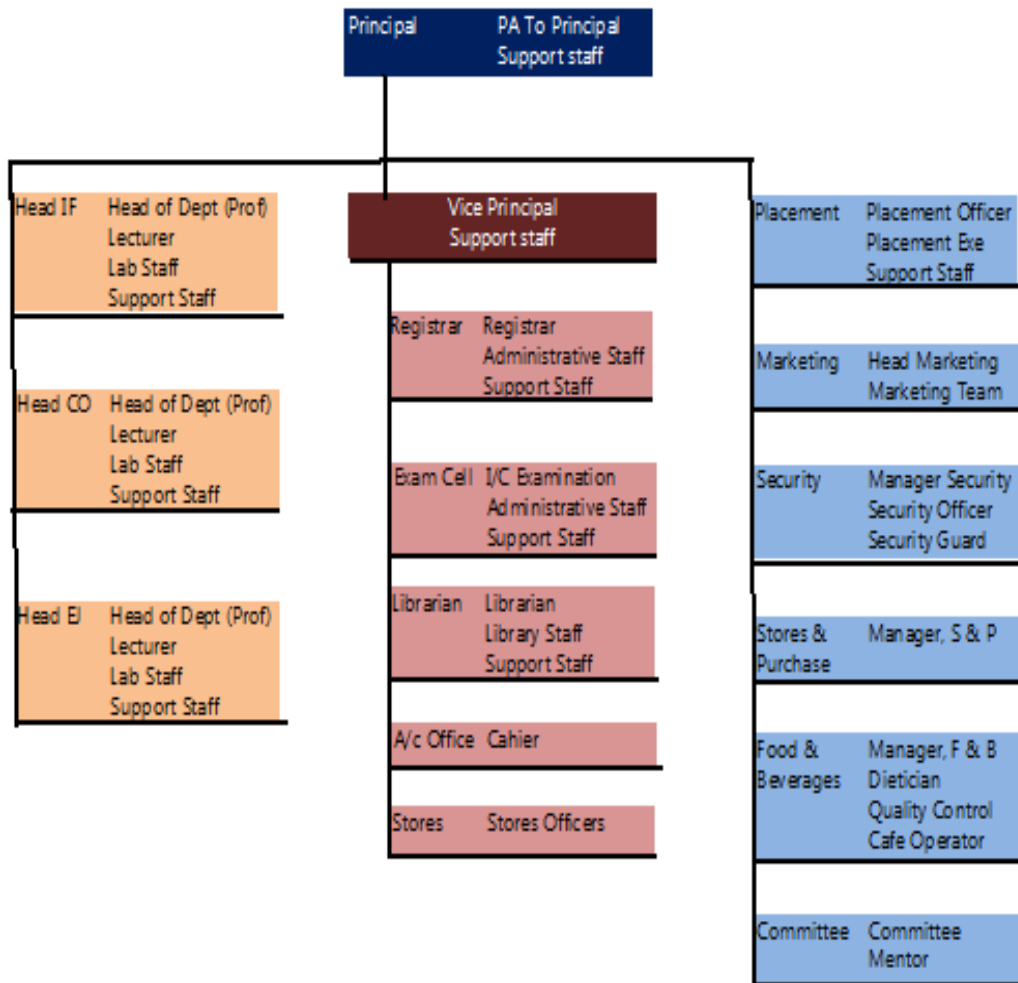 Principal PA To Principal
Support staff
Head IF Head of Dept (Prof)
Lecturer
Lab Staff
Support Staff
Head CO Head of Dept (Prof)
Lecturer
Lab Staff
Support Staff
Head EJ Head of Dept (Prof)
Lecturer
Lab Staff
Support Staff
Vice Principal
Support staff
Registrar Registrar
Administrative Staff
Support Staff
Exam Cell I/C Examination
Administrative Staff
Support Staff
Librarian Librarian
Library Staff
Support Staff
A/c Office Cahier
Stores Stores Officers
Placement Placement Officer
Placement Exe
Support Staff
Marketing Head Marketing
Marketing Team
Security Manager Security
Security Officer
Security Guard
Stores & Manager, S & P
Purchase
Food & Manager, F & B
Beverages Dietician
Quality Control
Cafe Operator
Committee Committee
Mentor